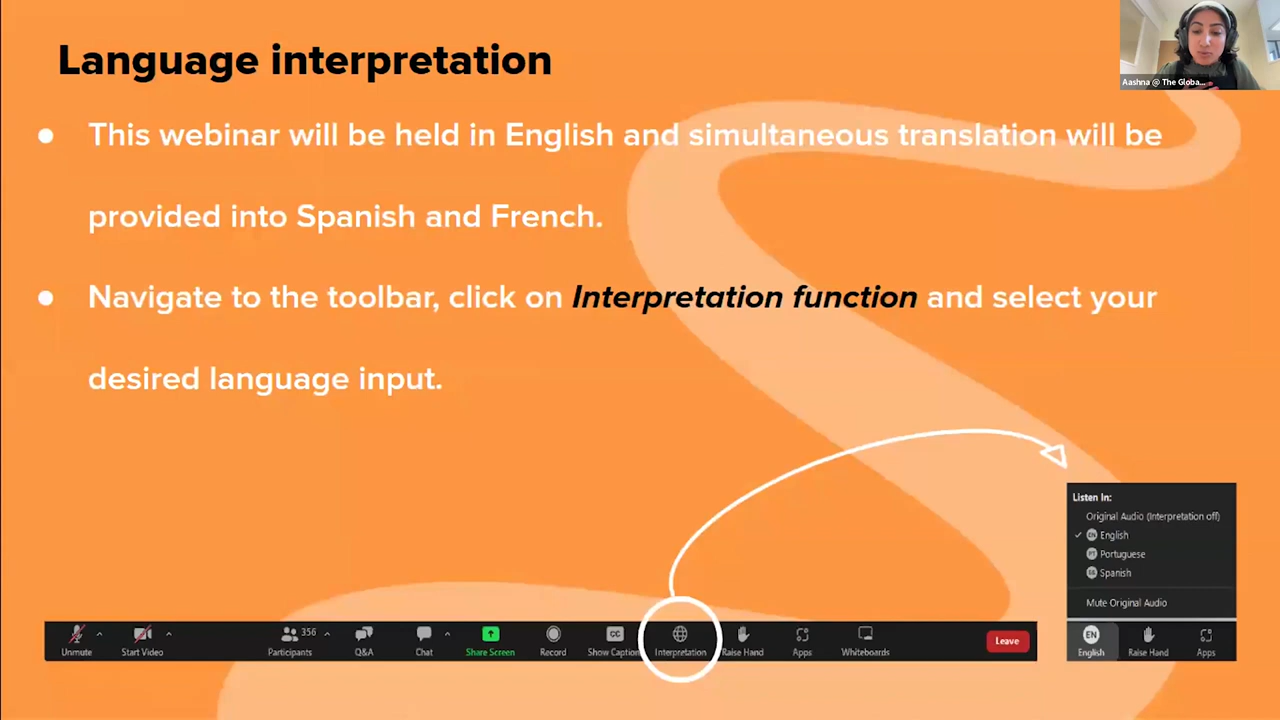 Language interpretation
Aashna @ The Globa...
● This webinar will be held in English and simultaneous translation will be
provided into Spanish and French.
● Navigate to the toolbar, click on Interpretation function and select your
desired language input.
Listen In:
Original Audio (Interpretation off)
EN English
PT Portuguese
ES Spanish
Mute Original Audio
356
CC
Unmute Start Video Participants Q&A Chat Share Screen Record Show Caption Interpretation Raise Hand Apps Whiteboards Leave
EN
English Raise Hand Apps